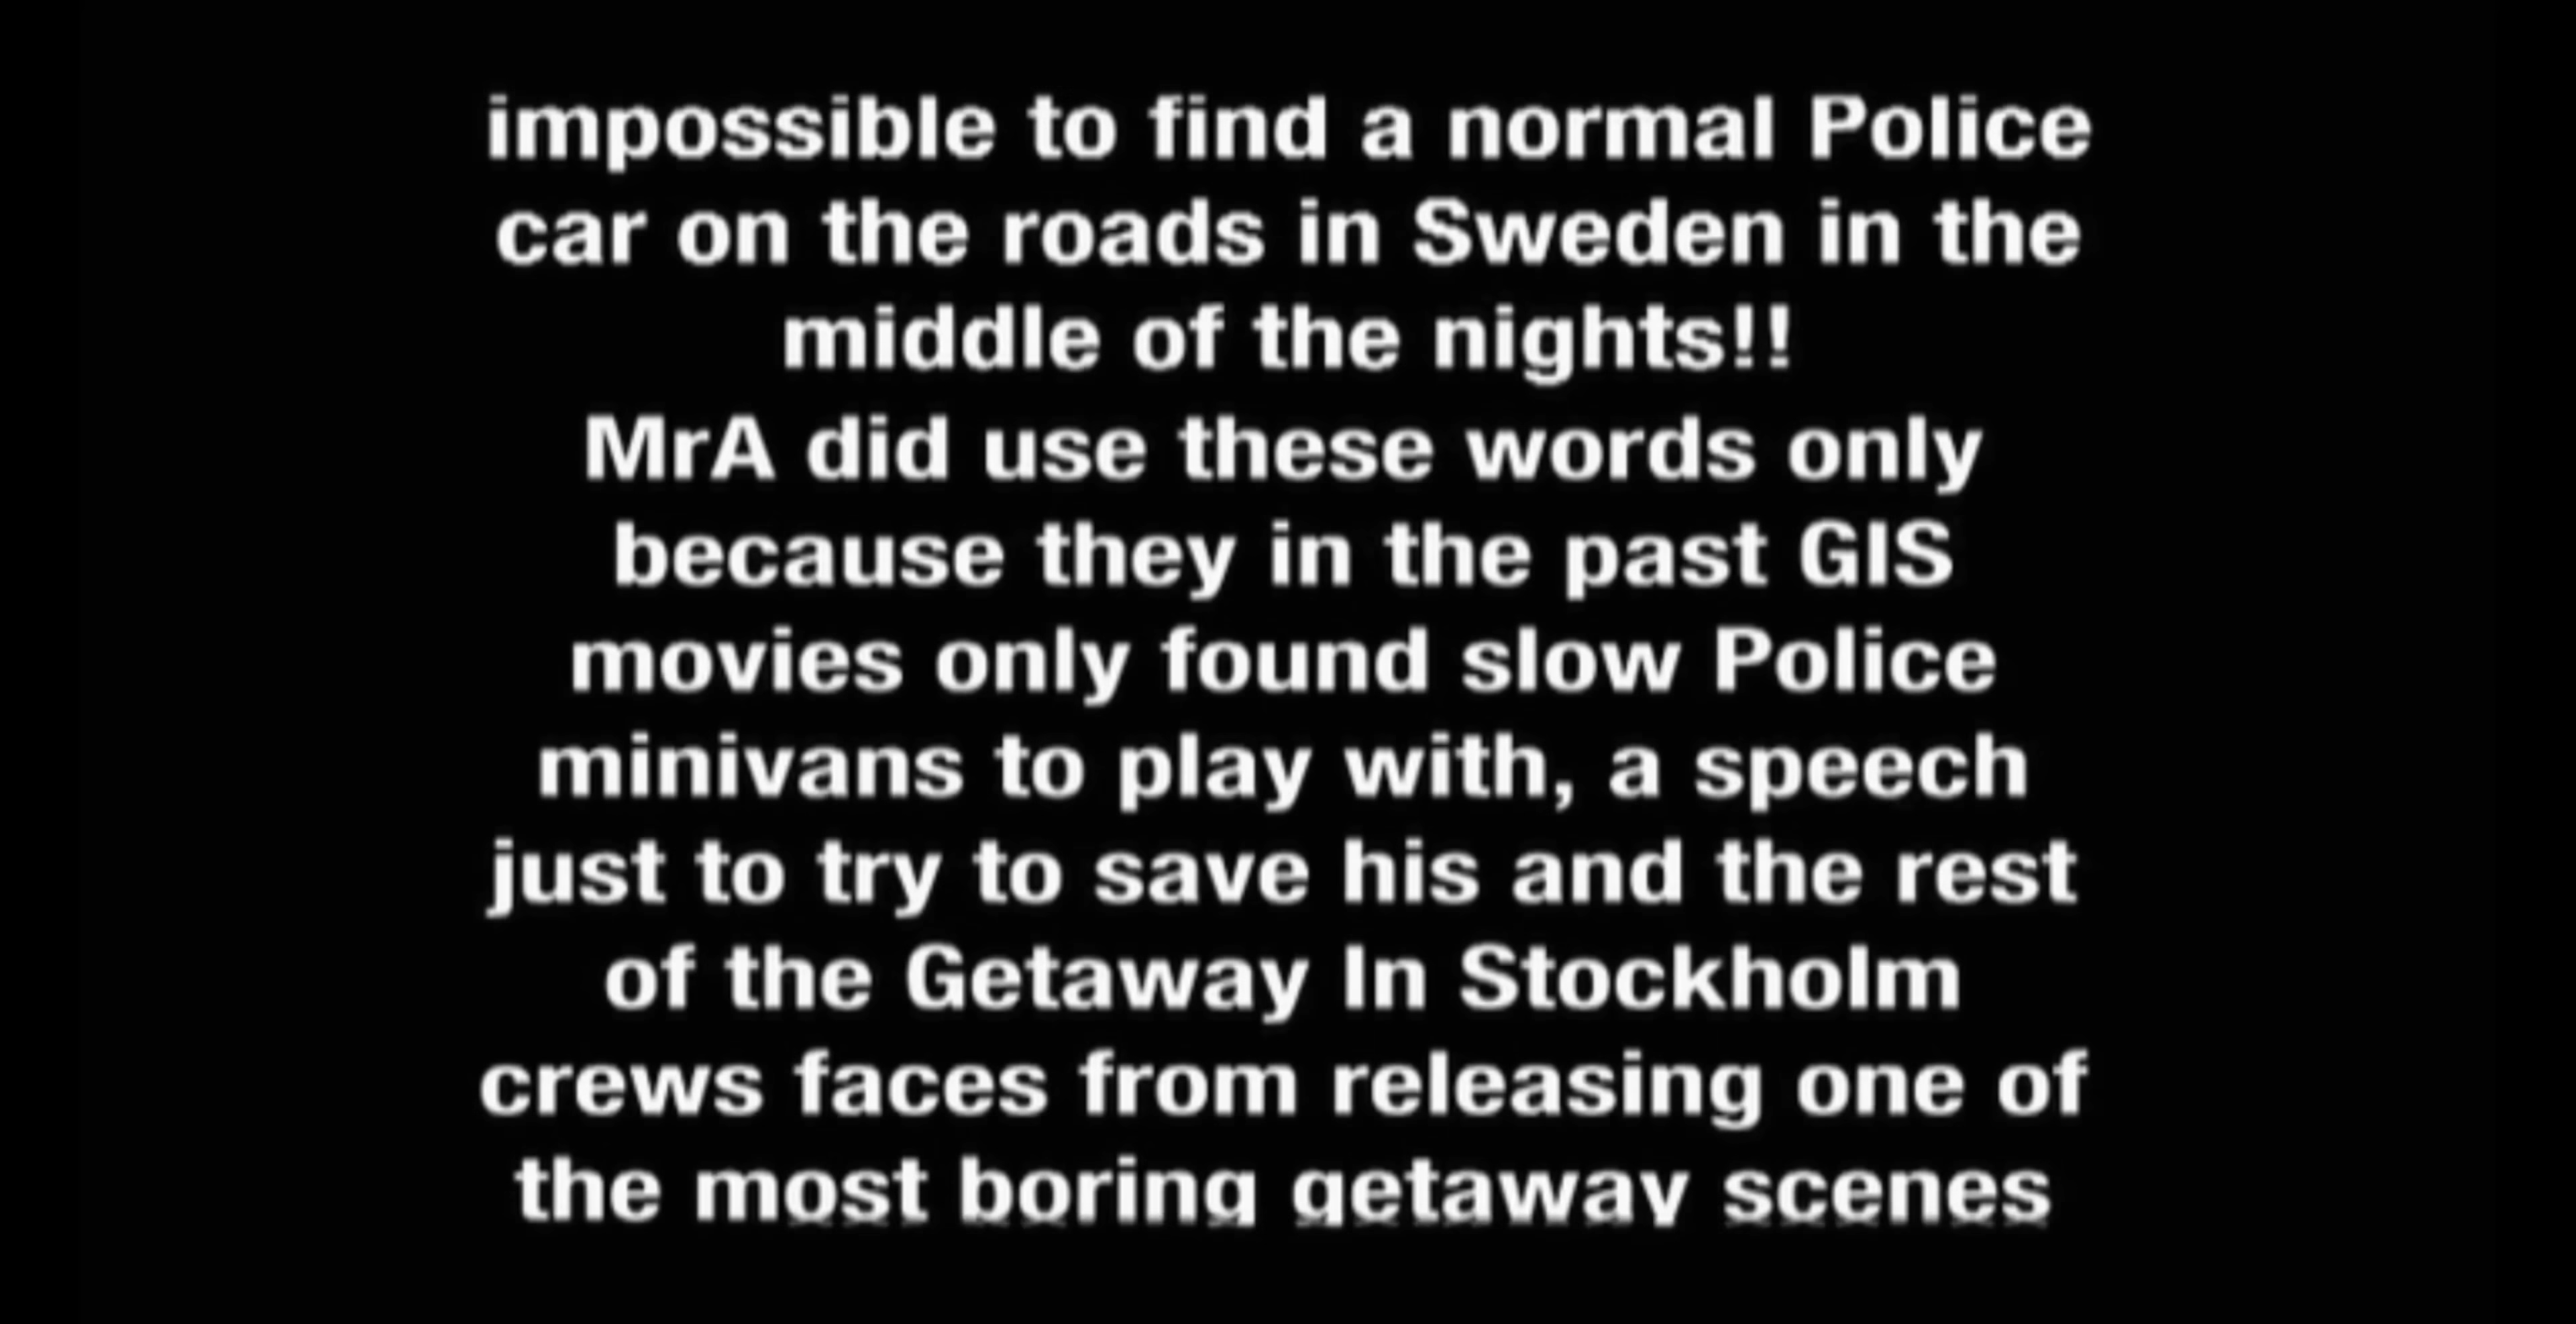 impossible to find a normal Police
car on the roads in Sweden in the
middle of the nights!!
MrA did use these words only
because they in the past GIS
movies only found slow Police
minivans to play with, a speech
just to try to save his and the rest
of the Getaway In Stockholm
crews faces from releasing one of
the most boring getaway scenes